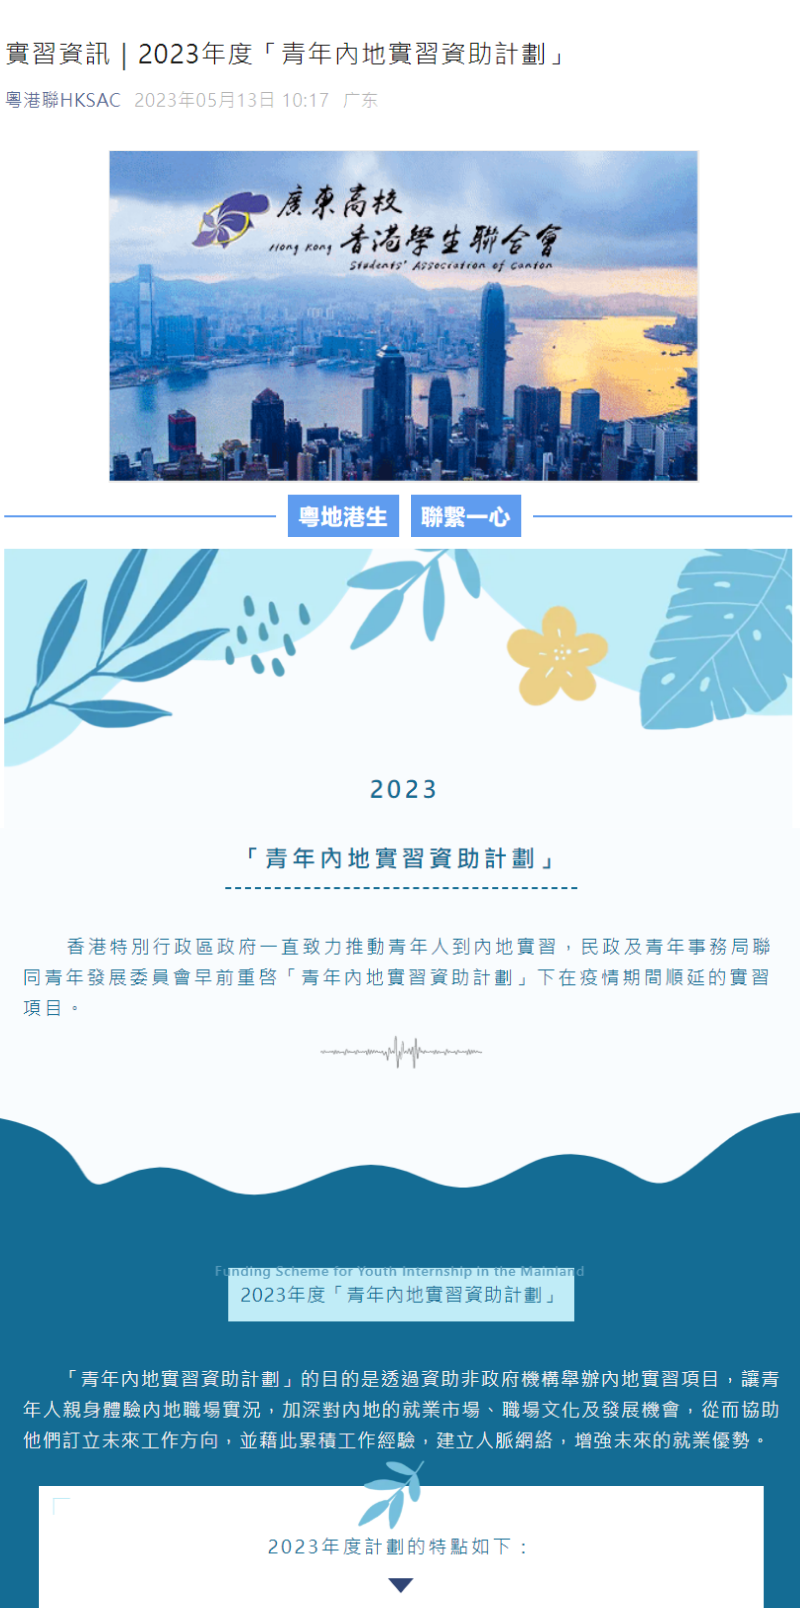 實習資訊 | 2023年度「青年內地實習資助計劃」
粵港聯HKSAC 2023年05月13日 10:17 广东
廣東高校
Hong Kong 香港學生聯合會
Students' Association of Canton
粵地港生 聯繫一心
2023
「青年內地實習資助計劃」
香港特別行政區政府一直致力推動青年人到內地實習，民政及青年事務局聯
同青年發展委員會早前重啓「青年內地實習資助計劃」下在疫情期間順延的實習
項目。
Funding Scheme for Youth Internship in the Mainland
2023年度「青年內地實習資助計劃」
「青年內地實習資助計劃」的目的是透過資助非政府機構舉辦內地實習項目，讓青
年人親身體驗內地職場實況，加深對內地的就業市場、職場文化及發展機會，從而協助
他們訂立未來工作方向，並藉此累積工作經驗，建立人脈網絡，增強未來的就業優勢。
2023年度計劃的特點如下：